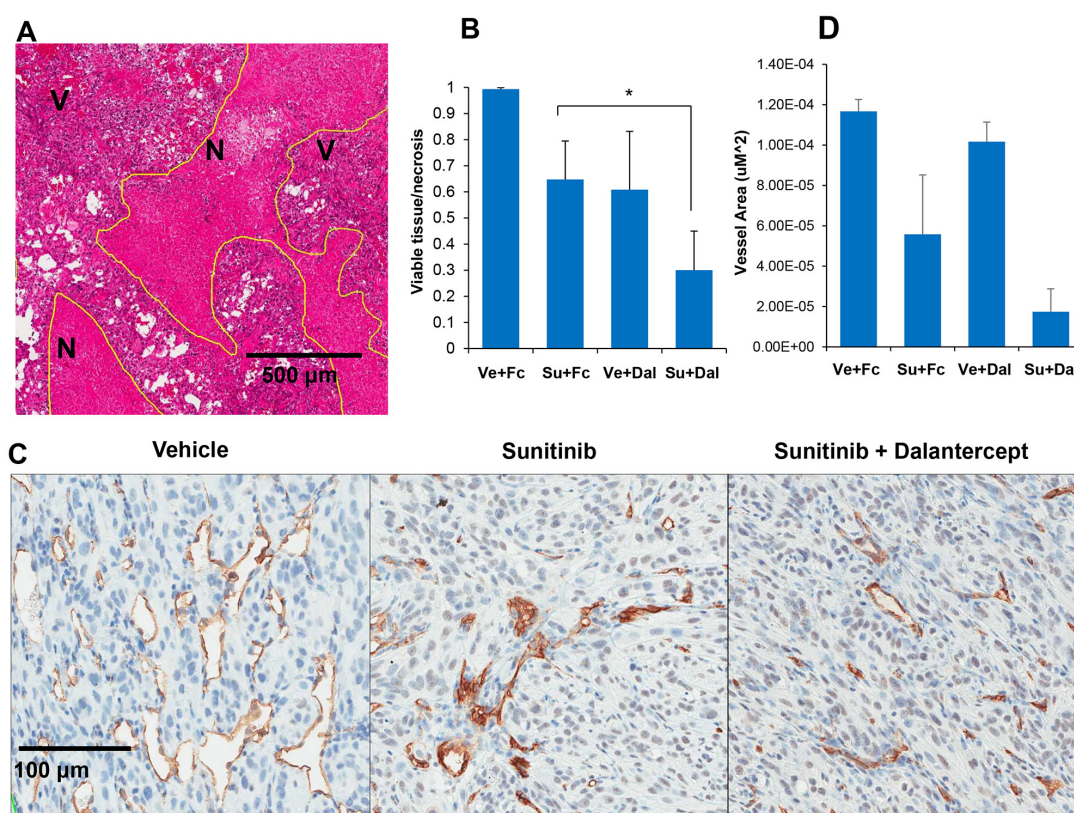 A
V
N
V
N
500 µm
B
Viable tissue/necrosis
1
0.9
0.8
0.7
0.6
0.5
0.4
0.3
0.2
0.1
0
*
Ve+Fc Su+Fc Ve+Dal Su+Dal
D
Vessel Area (uM^2)
1.40E-04
1.20E-04
1.00E-04
8.00E-05
6.00E-05
4.00E-05
2.00E-05
0.00E+00
Ve+Fc Su+Fc Ve+Dal Su+Da
C
Vehicle Sunitinib Sunitinib + Dalantercept
100 µm